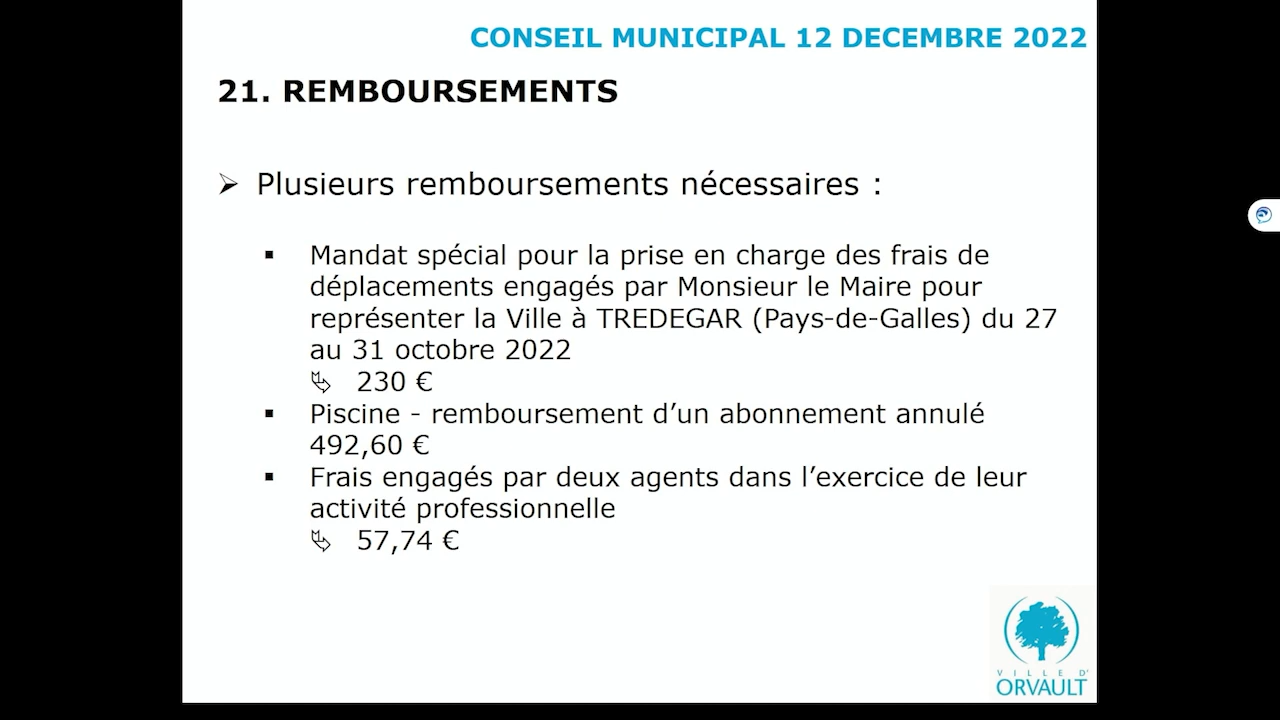 CONSEIL MUNICIPAL 12 DECEMBRE 2022
21. REMBOURSEMENTS
➢ Plusieurs remboursements nécessaires :
▪ Mandat spécial pour la prise en charge des frais de
déplacements engagés par Monsieur le Maire pour
représenter la Ville à TREDEGAR (Pays-de-Galles) du 27
au 31 octobre 2022
⮱ 230 €
▪ Piscine - remboursement d’un abonnement annulé
492,60 €
▪ Frais engagés par deux agents dans l’exercice de leur
activité professionnelle
⮱ 57,74 €
VILLE D'
ORVAULT